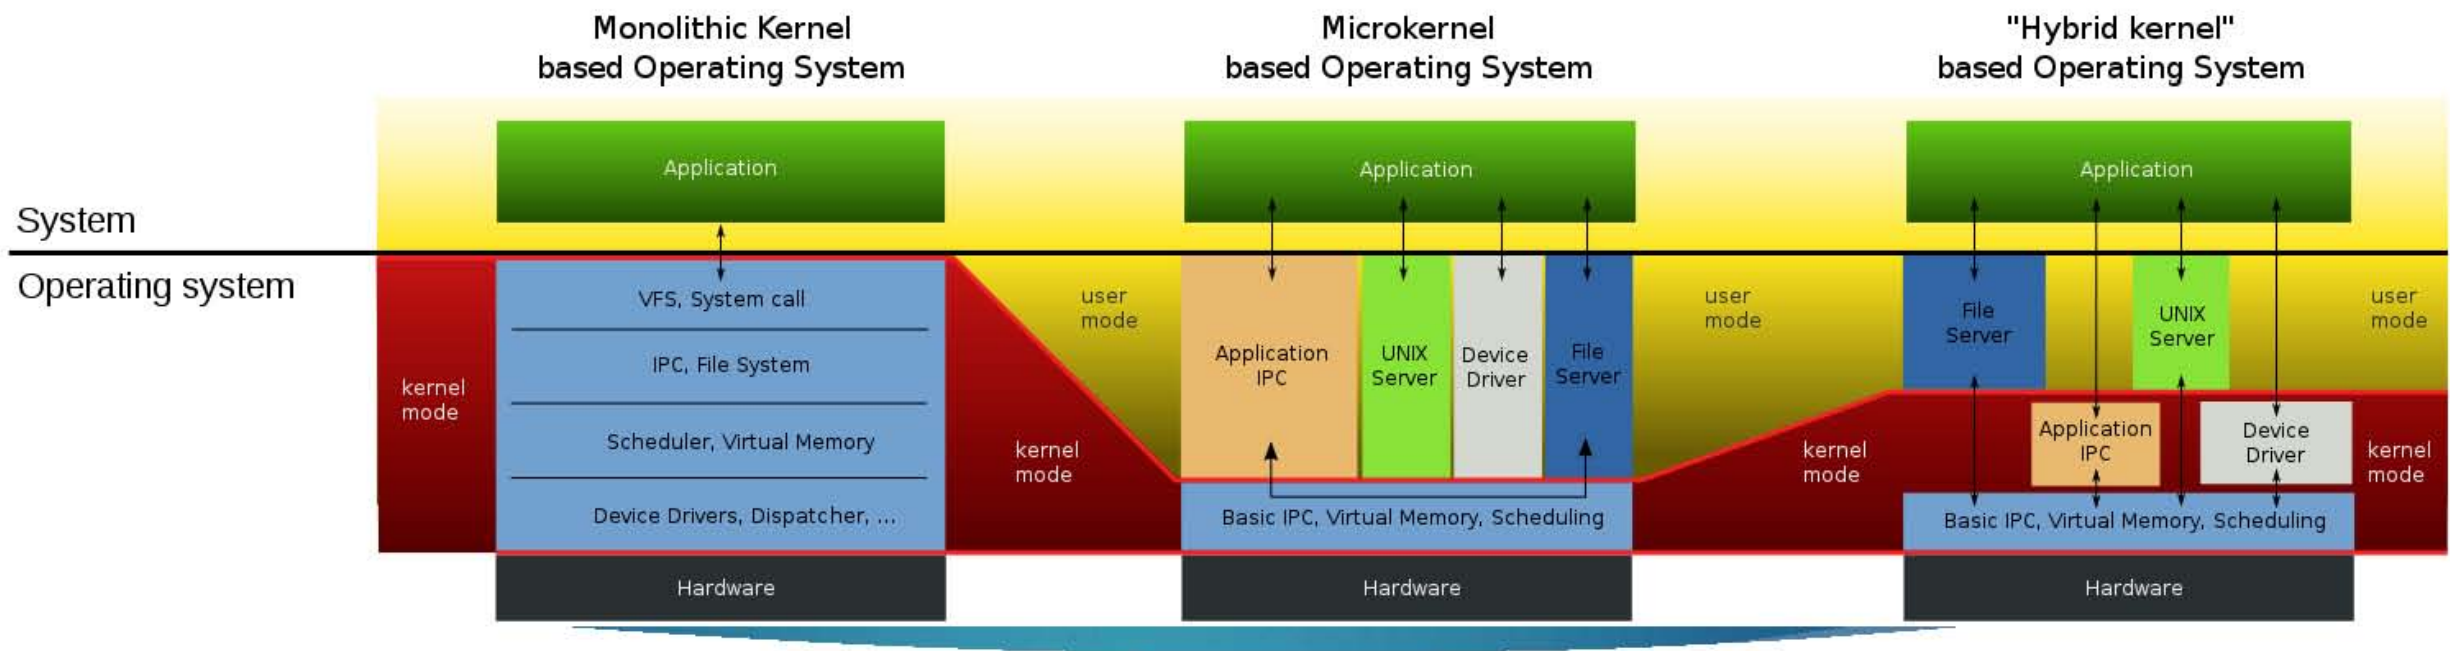 Monolithic Kernel
based Operating System
Microkernel
based Operating System
"Hybrid kernel"
based Operating System
System
Operating system
Application
VFS, System call
IPC, File System
Scheduler, Virtual Memory
Device Drivers, Dispatcher, ...
Hardware
kernel
mode
kernel
mode
user
mode
Application
Application
IPC
UNIX
Server
Device
Driver
File
Server
Basic IPC, Virtual Memory, Scheduling
Hardware
user
mode
kernel
mode
Application
File
Server
UNIX
Server
Application
IPC
Device
Driver
Basic IPC, Virtual Memory, Scheduling
Hardware
user
mode
kernel
mode